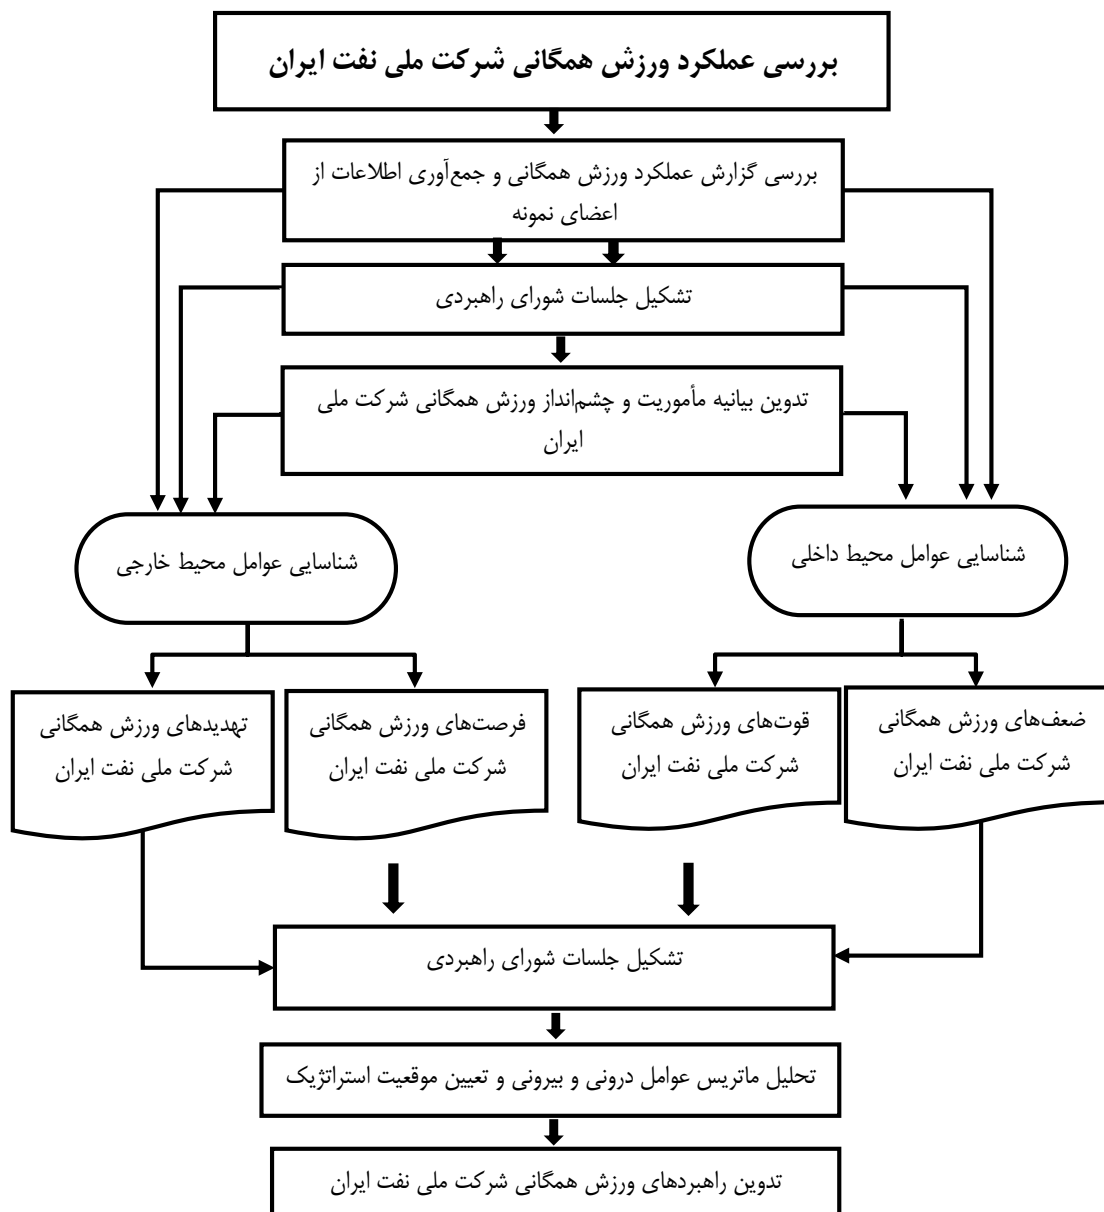 بررسی عملکرد ورزش همگانی شرکت ملی نفت ایران
بررسی گزارش عملکرد ورزش همگانی و جمع‌آوری اطلاعات از
اعضای نمونه
تشکیل جلسات شورای راهبردی
تدوین بیانیه مأموریت و چشم‌انداز ورزش همگانی شرکت ملی
ایران
شناسایی عوامل محیط داخلی
شناسایی عوامل محیط خارجی
ضعف‌های ورزش همگانی
شرکت ملی نفت ایران
قوت‌های ورزش همگانی
شرکت ملی نفت ایران
فرصت‌های ورزش همگانی
شرکت ملی نفت ایران
تهدیدهای ورزش همگانی
شرکت ملی نفت ایران
تشکیل جلسات شورای راهبردی
تحلیل ماتریس عوامل درونی و بیرونی و تعیین موقعیت استراتژیک
تدوین راهبردهای ورزش همگانی شرکت ملی نفت ایران